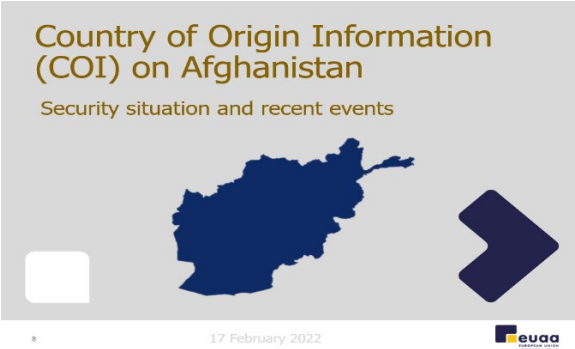 Country of Origin Information
(COI) on Afghanistan
Security situation and recent events
8
17 February 2022
euaa
EUROPEAN UNION